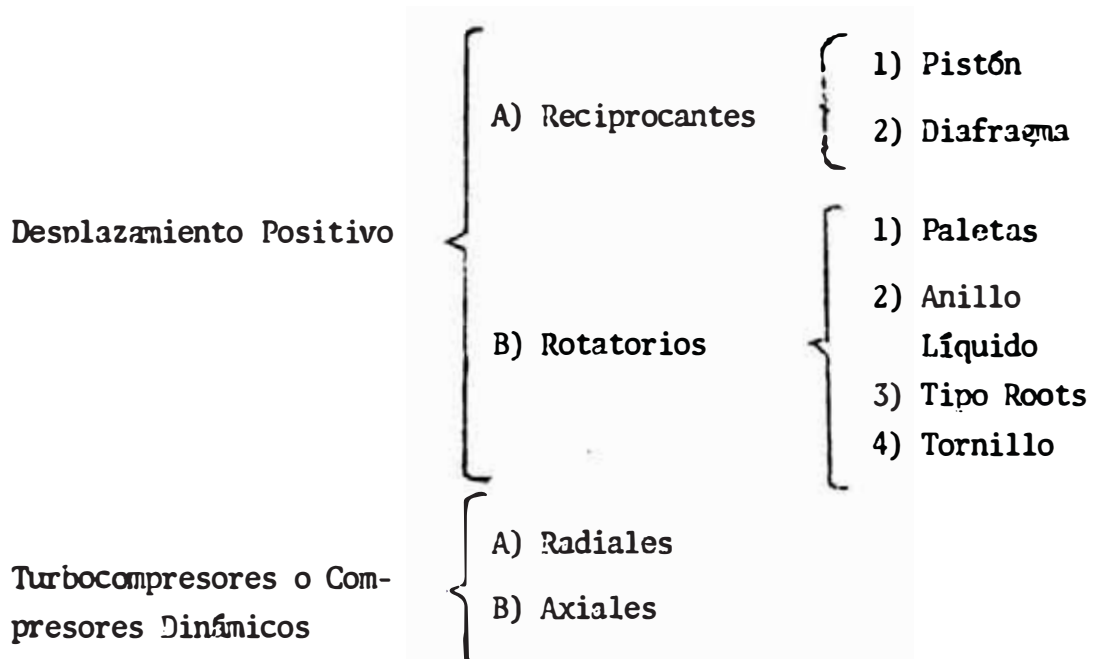 A) Reciprocantes
1) Pistón
2) Diafragma
Desplazamiento Positivo
B) Rotatorios
1) Paletas
2) Anillo
Líquido
3) Tipo Roots
4) Tornillo
Turbocompresores o Com-
presores Dinámicos
A) Radiales
B) Axiales